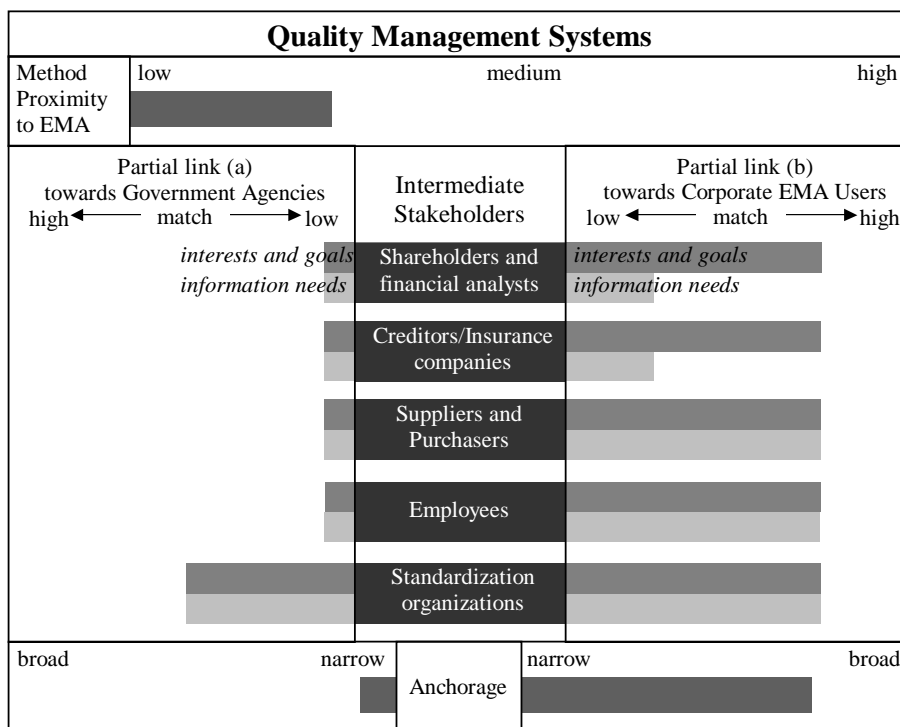 Quality Management Systems
Method
Proximity
to EMA
low medium high
Partial link (a)
towards Government Agencies
high match low
Intermediate
Stakeholders
Partial link (b)
towards Corporate EMA Users
low match high
interests and goals
information needs
Shareholders and
financial analysts
interests and goals
information needs
Creditors/Insurance
companies
Suppliers and
Purchasers
Employees
Standardization
organizations
broad narrow
Anchorage
narrow broad